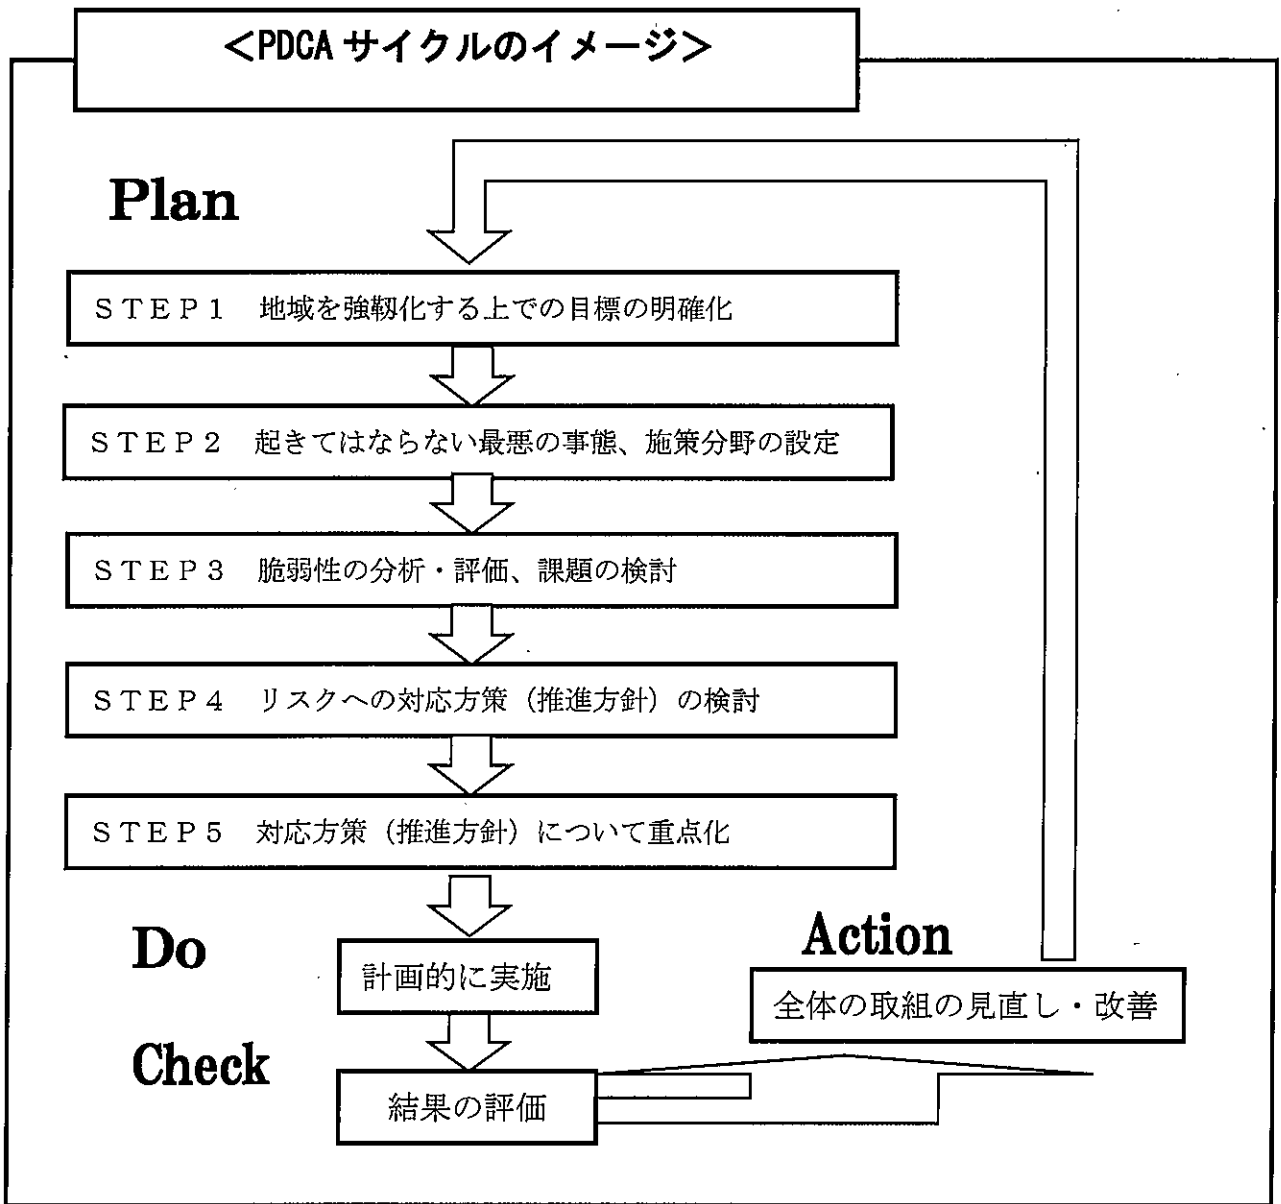 ＜PDCA サイクルのイメージ＞
Plan
ＳＴＥＰ１　地域を強靱化する上での目標の明確化
ＳＴＥＰ２　起きてはならない最悪の事態、施策分野の設定
ＳＴＥＰ３　脆弱性の分析・評価、課題の検討
ＳＴＥＰ４　リスクへの対応方策（推進方針）の検討
ＳＴＥＰ５　対応方策（推進方針）について重点化
Do
計画的に実施
Check
結果の評価
Action
全体の取組の見直し・改善